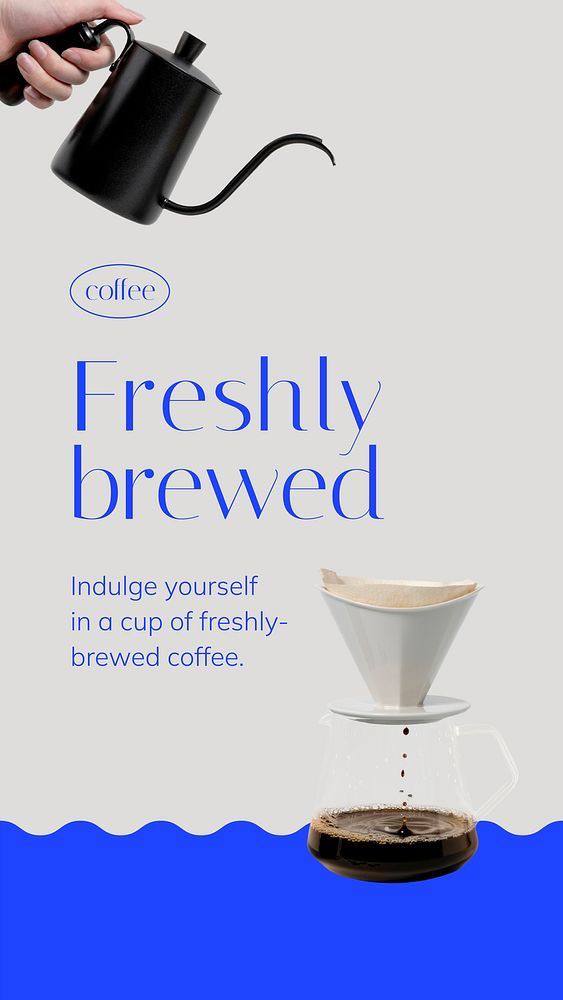 coffee
Freshly
brewed
Indulge yourself
in a cup of freshly-
brewed coffee.